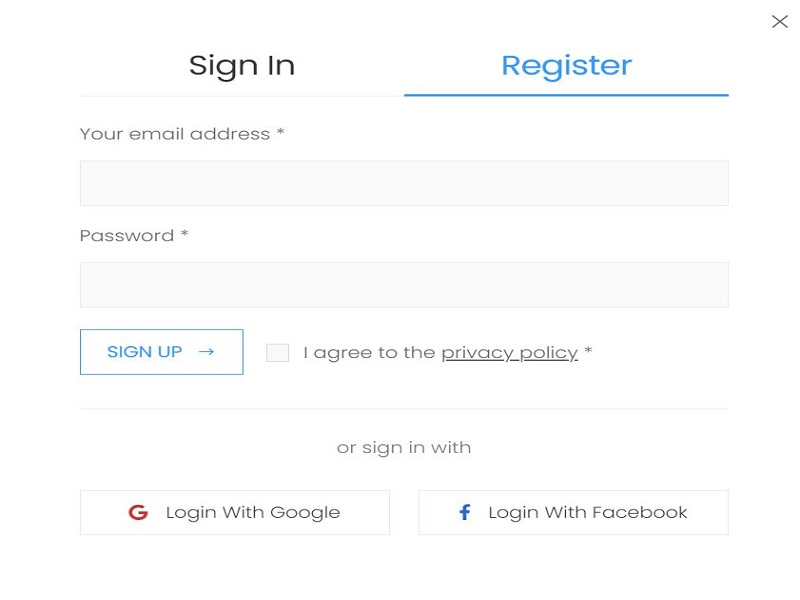 Sign In
Register
Your email address *
Password *
SIGN UP →
I agree to the privacy policy *
or sign in with
Login With Google
Login With Facebook